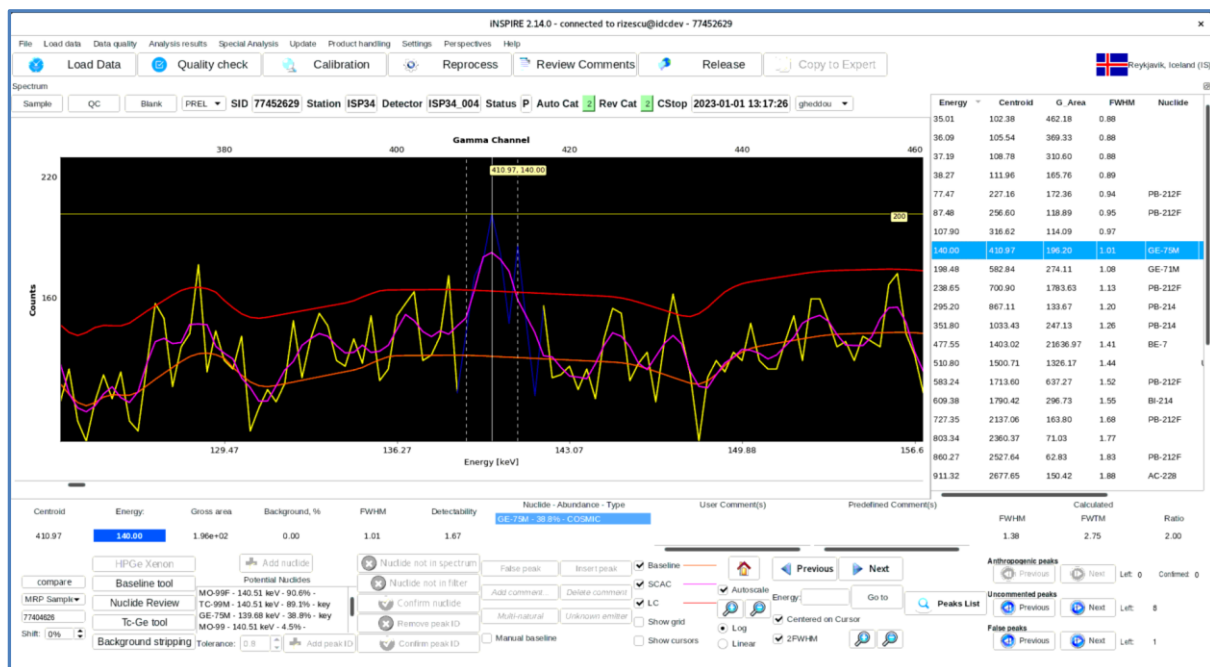 iNSPIRE 2.14.0 - connected to rizescu@idcdev - 77452629
File Load data Data quality Analysis results Special Analysis Update Product handling Settings Perspectives Help
Load Data Quality check Calibration Reprocess Review Comments Release Copy to Expert Reykjavik, Iceland (IS)
Spectrum
Sample QC Blank PREL SID 77452629 Station ISP34 Detector ISP34_004 Status P Auto Cat 2 Rev Cat 2 CStop 2023-01-01 13:17:26 gheddou
Gamma Channel
380 400 420 440 460
410.97, 140.00
220
200
160
Counts
129.47 136.27 143.07 149.88 156.6
Energy [keV]
Energy Centroid G_Area FWHM Nuclide
35.01 102.38 462.18 0.88
36.09 105.54 369.33 0.88
37.19 108.78 310.60 0.88
38.27 111.96 165.76 0.89
77.47 227.16 172.36 0.94 PB-212F
87.48 256.60 118.89 0.95 PB-212F
107.90 316.62 114.09 0.97
140.00 410.97 196.20 1.01 GE-75M
198.48 582.84 274.11 1.08 GE-71M
238.65 700.90 1783.63 1.13 PB-212F
295.20 867.11 133.67 1.20 PB-214
351.80 1033.43 247.13 1.26 PB-214
477.55 1403.02 21636.97 1.41 BE-7
510.80 1500.71 1326.17 1.44
583.24 1713.60 637.27 1.52 PB-212F
609.38 1790.42 296.73 1.55 BI-214
727.35 2137.06 163.80 1.68 PB-212F
803.34 2360.37 71.03 1.77
860.27 2527.64 62.83 1.83 PB-212F
911.32 2677.65 150.42 1.88 AC-228
Centroid Energy: Gross area Background, % FWHM Detectability
410.97 140.00 1.96e+02 0.00 1.01 1.67
Nuclide - Abundance - Type
GE-75M - 38.8% - COSMIC
User Comment(s)
Predefined Comment(s)
Calculated
FWHM FWTM Ratio
1.38 2.75 2.00
compare
MRP Sample
77404626
Shift: 0%
HPGe Xenon
Baseline tool
Nuclide Review
Tc-Ge tool
Background stripping
Add nuclide
Potential Nuclides
MO-99F - 140.51 keV - 90.6% -
TC-99M - 140.51 keV - 89.1% - key
GE-75M - 139.68 keV - 38.8% - key
MO-99 - 140.51 keV - 4.5% -
Tolerance: 0.8 Add peak ID
Nuclide not in spectrum
Nuclide not in filter
Confirm nuclide
Remove peak ID
Confirm peak ID
False peak Insert peak
Add comment... Delete comment
Multi-natural Unknown emitter
Manual baseline
Baseline
SCAC
LC
Show grid
Show cursors
Autoscale
Log
Linear
Previous Next
Energy: Go to
Centered on Cursor
2FWHM
Peaks List
Anthropogenic peaks
Previous Next Left: 0 Confirmed: 0
Uncommented peaks
Previous Next Left: 8
False peaks
Previous Next Left: 1